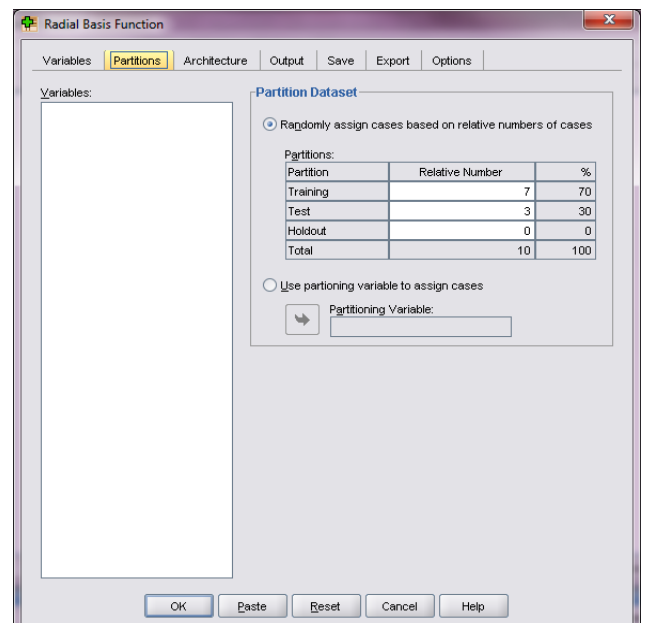 Radial Basis Function
Variables Partitions Architecture Output Save Export Options
Variables:
Partition Dataset
Randomly assign cases based on relative numbers of cases
Partitions:
Partition Relative Number %
Training 7 70
Test 3 30
Holdout 0 0
Total 10 100
Use partioning variable to assign cases
Partitioning Variable:
OK Paste Reset Cancel Help